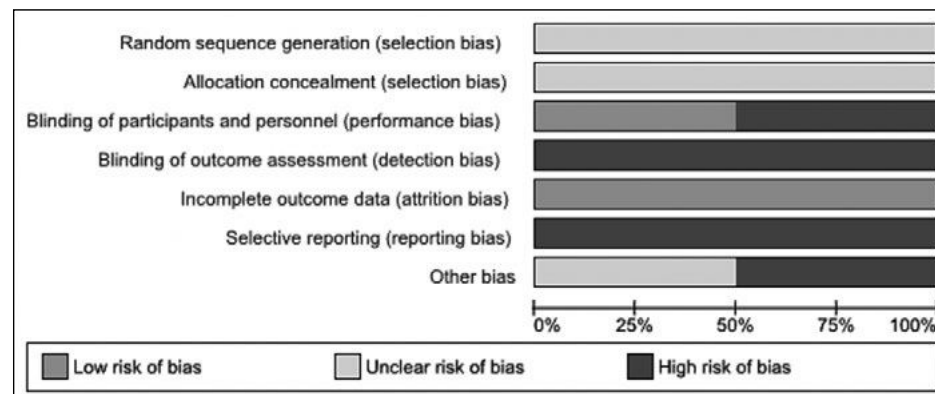 Random sequence generation (selection bias)
Allocation concealment (selection bias)
Blinding of participants and personnel (performance bias)
Blinding of outcome assessment (detection bias)
Incomplete outcome data (attrition bias)
Selective reporting (reporting bias)
Other bias
0% 25% 50% 75% 100%
Low risk of bias Unclear risk of bias High risk of bias